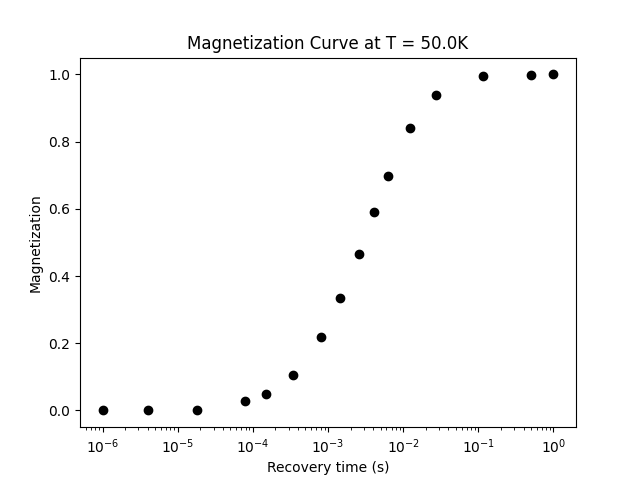 Magnetization Curve at T = 50.0K
Magnetization
1.0
0.8
0.6
0.4
0.2
0.0
10⁻⁶ 10⁻⁵ 10⁻⁴ 10⁻³ 10⁻² 10⁻¹ 10⁰
Recovery time (s)